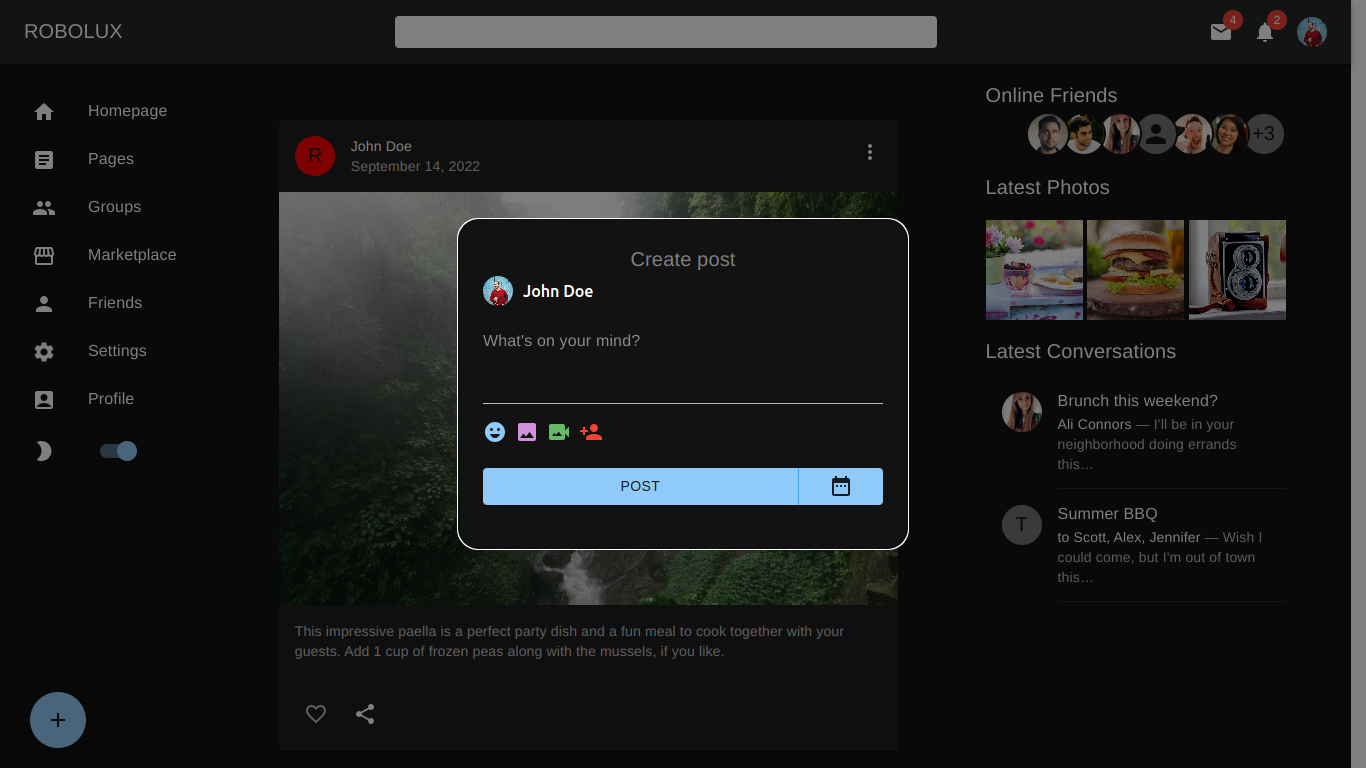 ROBOLUX
4
2
Homepage
Pages
Groups
Marketplace
Friends
Settings
Profile
R
John Doe
September 14, 2022
Create post
John Doe
What's on your mind?
POST
This impressive paella is a perfect party dish and a fun meal to cook together with your
guests. Add 1 cup of frozen peas along with the mussels, if you like.
+
Online Friends
+3
Latest Photos
Latest Conversations
Brunch this weekend?
Ali Connors — I'll be in your
neighborhood doing errands
this…
T
Summer BBQ
to Scott, Alex, Jennifer — Wish I
could come, but I'm out of town
this…